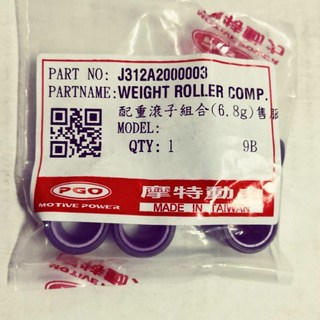 PART NO: J312A2000003
PARTNAME: WEIGHT ROLLER COMP.
配重滾子組合(6.8g)售服
MODEL:
QTY: 1 9B
PGO
MOTIVE POWER
摩特動力
MADE IN TAIWAN